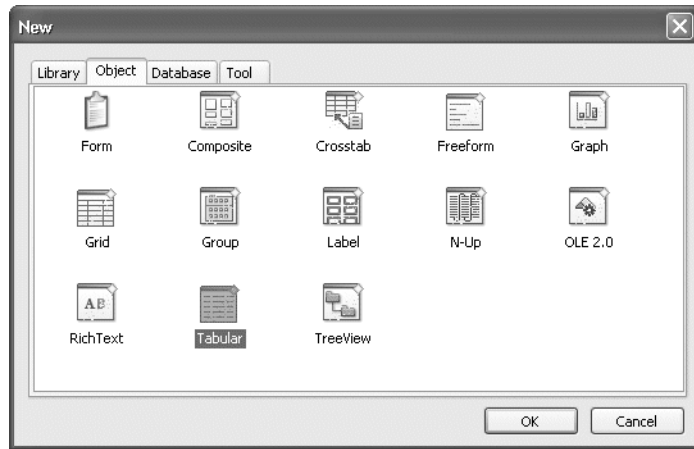 New
Library Object Database Tool
Form Composite Crosstab Freeform Graph
Grid Group Label N-Up OLE 2.0
AB
RichText Tabular TreeView
OK Cancel